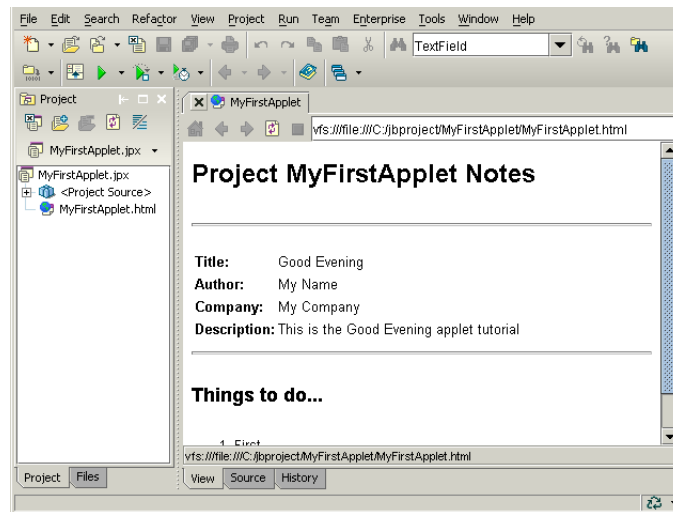 File Edit Search Refactor View Project Run Team Enterprise Tools Window Help
TextField
Project
MyFirstApplet
vfs:///file:///C:/jbproject/MyFirstApplet/MyFirstApplet.html
MyFirstApplet.jpx
MyFirstApplet.jpx
<Project Source>
MyFirstApplet.html
Project MyFirstApplet Notes
Title: Good Evening
Author: My Name
Company: My Company
Description: This is the Good Evening applet tutorial
Things to do...
1. First
vfs:///file:///C:/jbproject/MyFirstApplet/MyFirstApplet.html
Project Files
View Source History